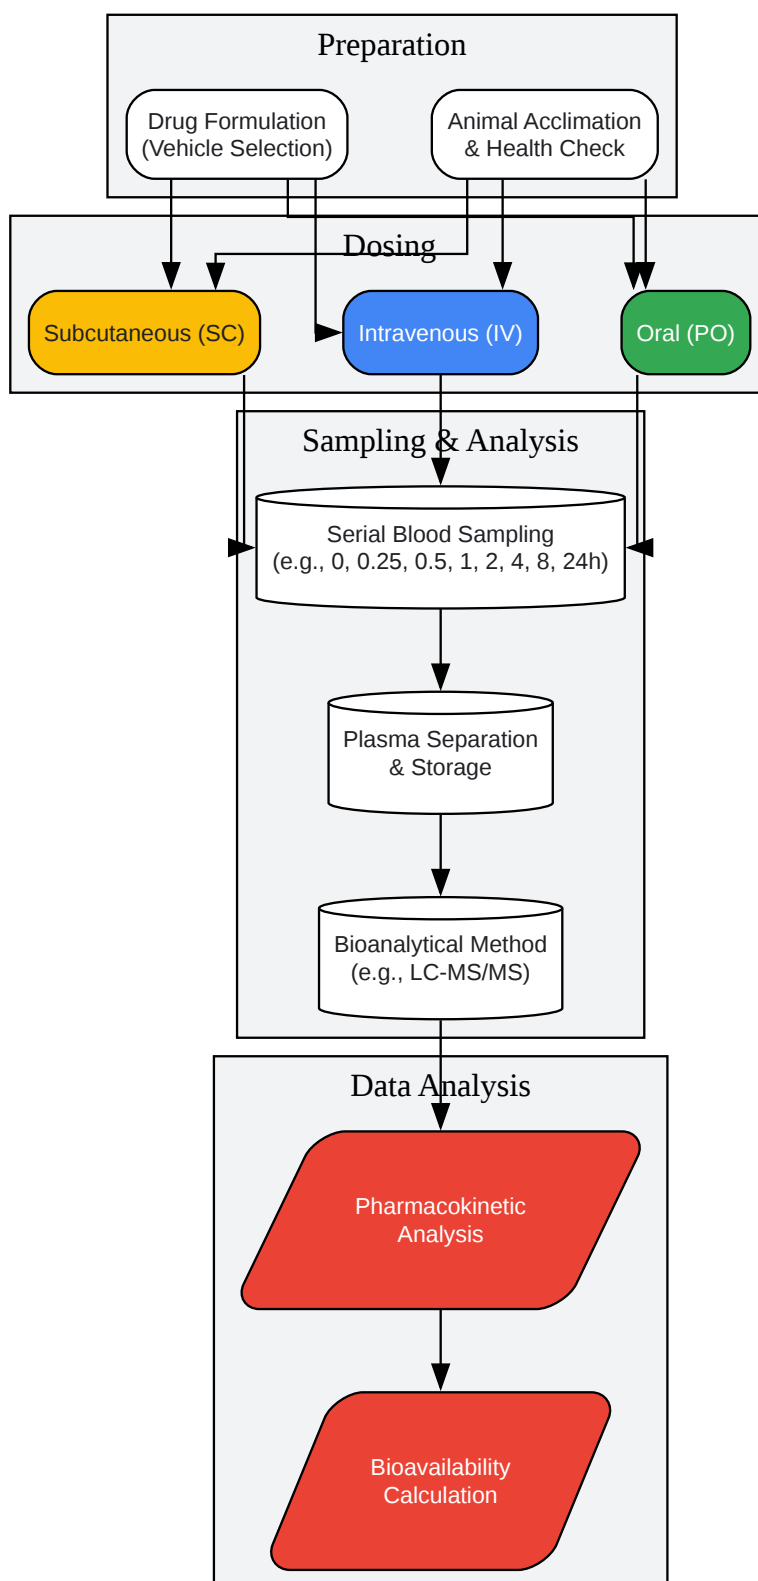 Preparation
Drug Formulation
(Vehicle Selection)
Animal Acclimation
& Health Check
Dosing
Subcutaneous (SC)
Intravenous (IV)
Oral (PO)
Sampling & Analysis
Serial Blood Sampling
(e.g., 0, 0.25, 0.5, 1, 2, 4, 8, 24h)
Plasma Separation
& Storage
Bioanalytical Method
(e.g., LC-MS/MS)
Data Analysis
Pharmacokinetic
Analysis
Bioavailability
Calculation